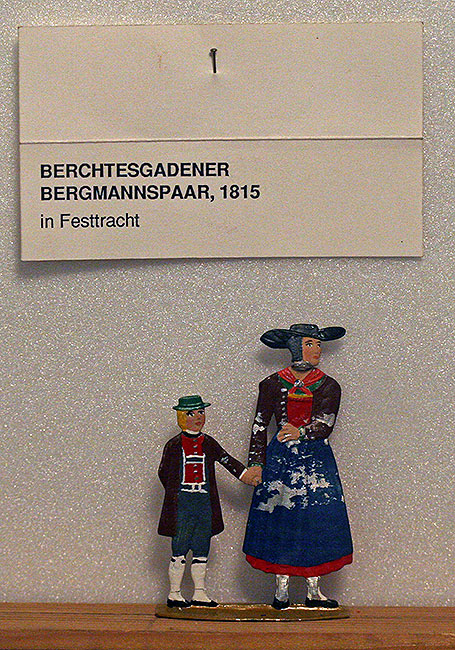 BERCHTESGADENER
BERGMANNSPAAR, 1815
in Festtracht